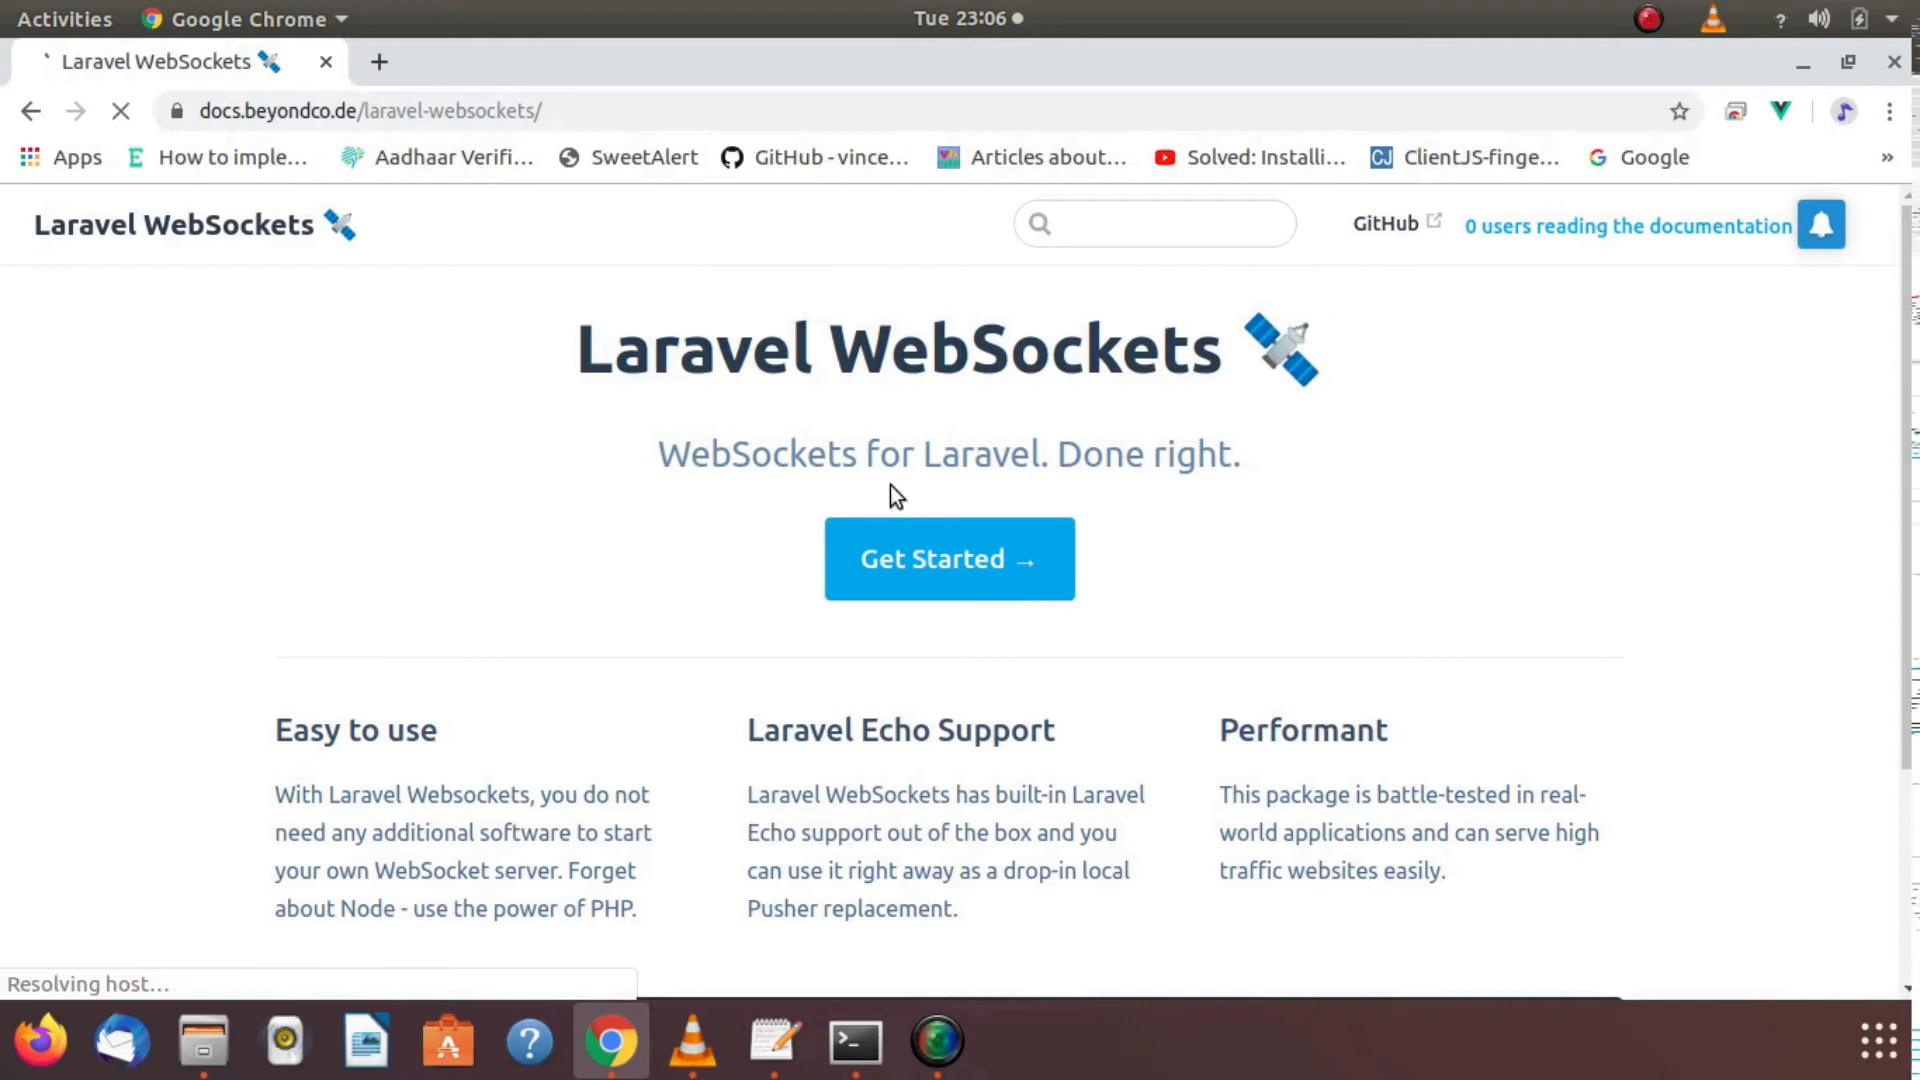 Activities Google Chrome Tue 23:06
Laravel WebSockets
docs.beyondco.de/laravel-websockets/
Apps How to imple... Aadhaar Verifi... SweetAlert GitHub - vince... Articles about... Solved: Installi... ClientJS-finge... Google »
Laravel WebSockets GitHub 0 users reading the documentation
Laravel WebSockets
WebSockets for Laravel. Done right.
Get Started →
Easy to use
With Laravel Websockets, you do not
need any additional software to start
your own WebSocket server. Forget
about Node - use the power of PHP.
Laravel Echo Support
Laravel WebSockets has built-in Laravel
Echo support out of the box and you
can use it right away as a drop-in local
Pusher replacement.
Performant
This package is battle-tested in real-
world applications and can serve high
traffic websites easily.
Resolving host...